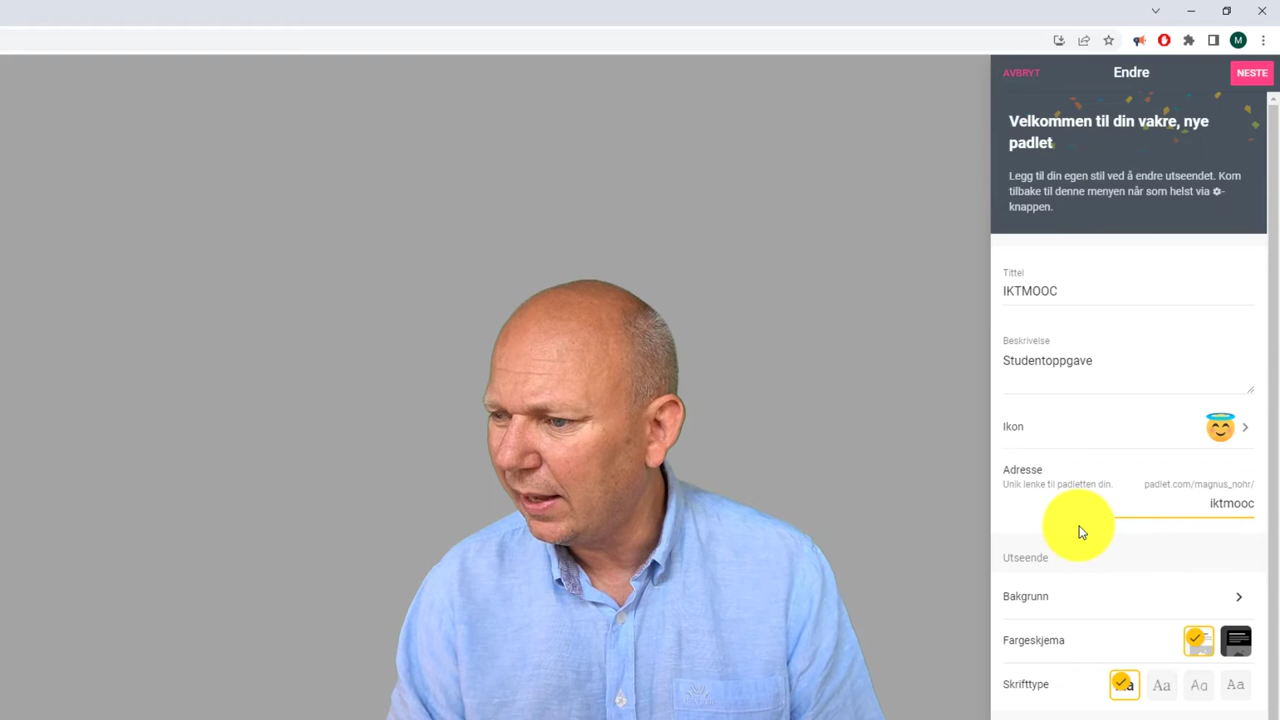 M
AVBRYT
Endre
NESTE
Velkommen til din vakre, nye
padlet
Legg til din egen stil ved å endre utseendet. Kom
tilbake til denne menyen når som helst via -
knappen.
Tittel
IKTMOOC
Beskrivelse
Studentoppgave
Ikon
Adresse
Unik lenke til padletten din.
padlet.com/magnus_nohr/
iktmooc
Utseende
Bakgrunn
Fargeskjema
Skrifttype
Aa Aa Aa Aa